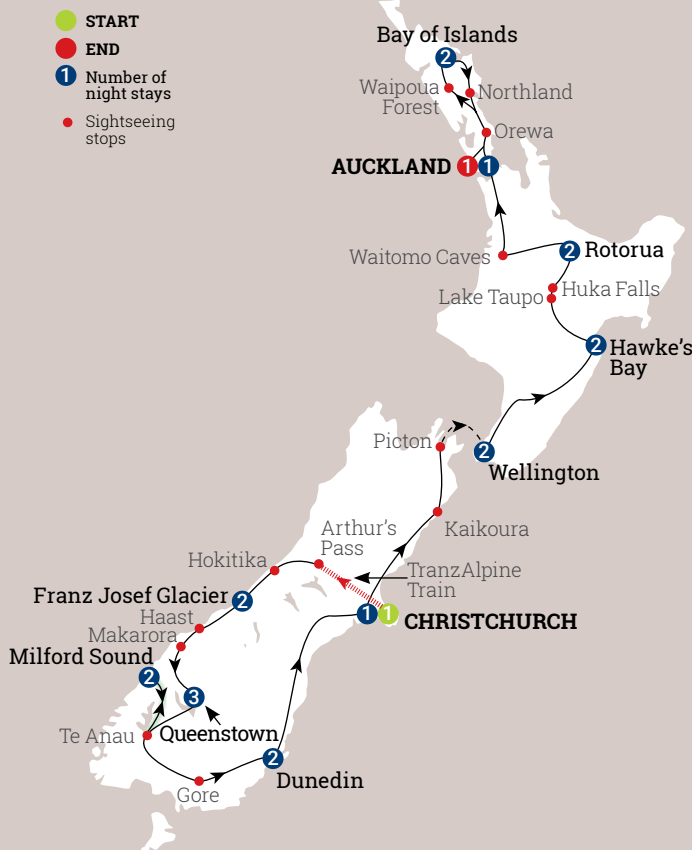 START
END
1 Number of
night stays
Sightseeing
stops
Bay of Islands
2
Waipoua
Forest
Northland
Orewa
AUCKLAND 1 1
Waitomo Caves
2 Rotorua
Huka Falls
Lake Taupo
2 Hawke's
Bay
Picton
2
Wellington
Kaikoura
Arthur's
Pass
Hokitika
TranzAlpine
Train
Franz Josef Glacier 2
1 1 CHRISTCHURCH
Haast
Makarora
Milford Sound
2
3
Te Anau
Queenstown
2
Dunedin
Gore